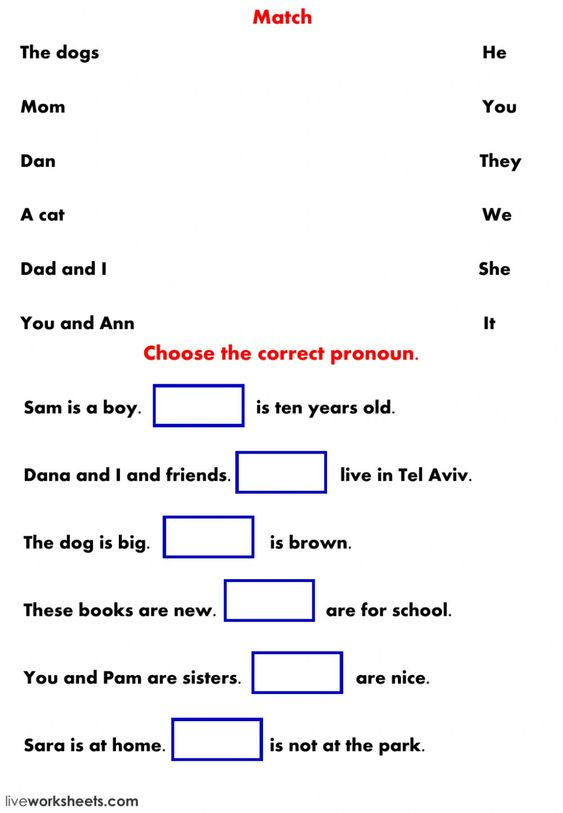 Match
The dogs He
Mom You
Dan They
A cat We
Dad and I She
You and Ann It
Choose the correct pronoun.
Sam is a boy. is ten years old.
Dana and I and friends. live in Tel Aviv.
The dog is big. is brown.
These books are new. are for school.
You and Pam are sisters. are nice.
Sara is at home. is not at the park.
liveworksheets.com